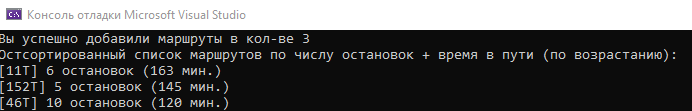 Консоль отладки Microsoft Visual Studio
Вы успешно добавили маршруты в кол-ве 3
Остсортированный список маршрутов по числу остановок + время в пути (по возрастанию):
[11T] 6 остановок (163 мин.)
[152T] 5 остановок (145 мин.)
[46T] 10 остановок (120 мин.)